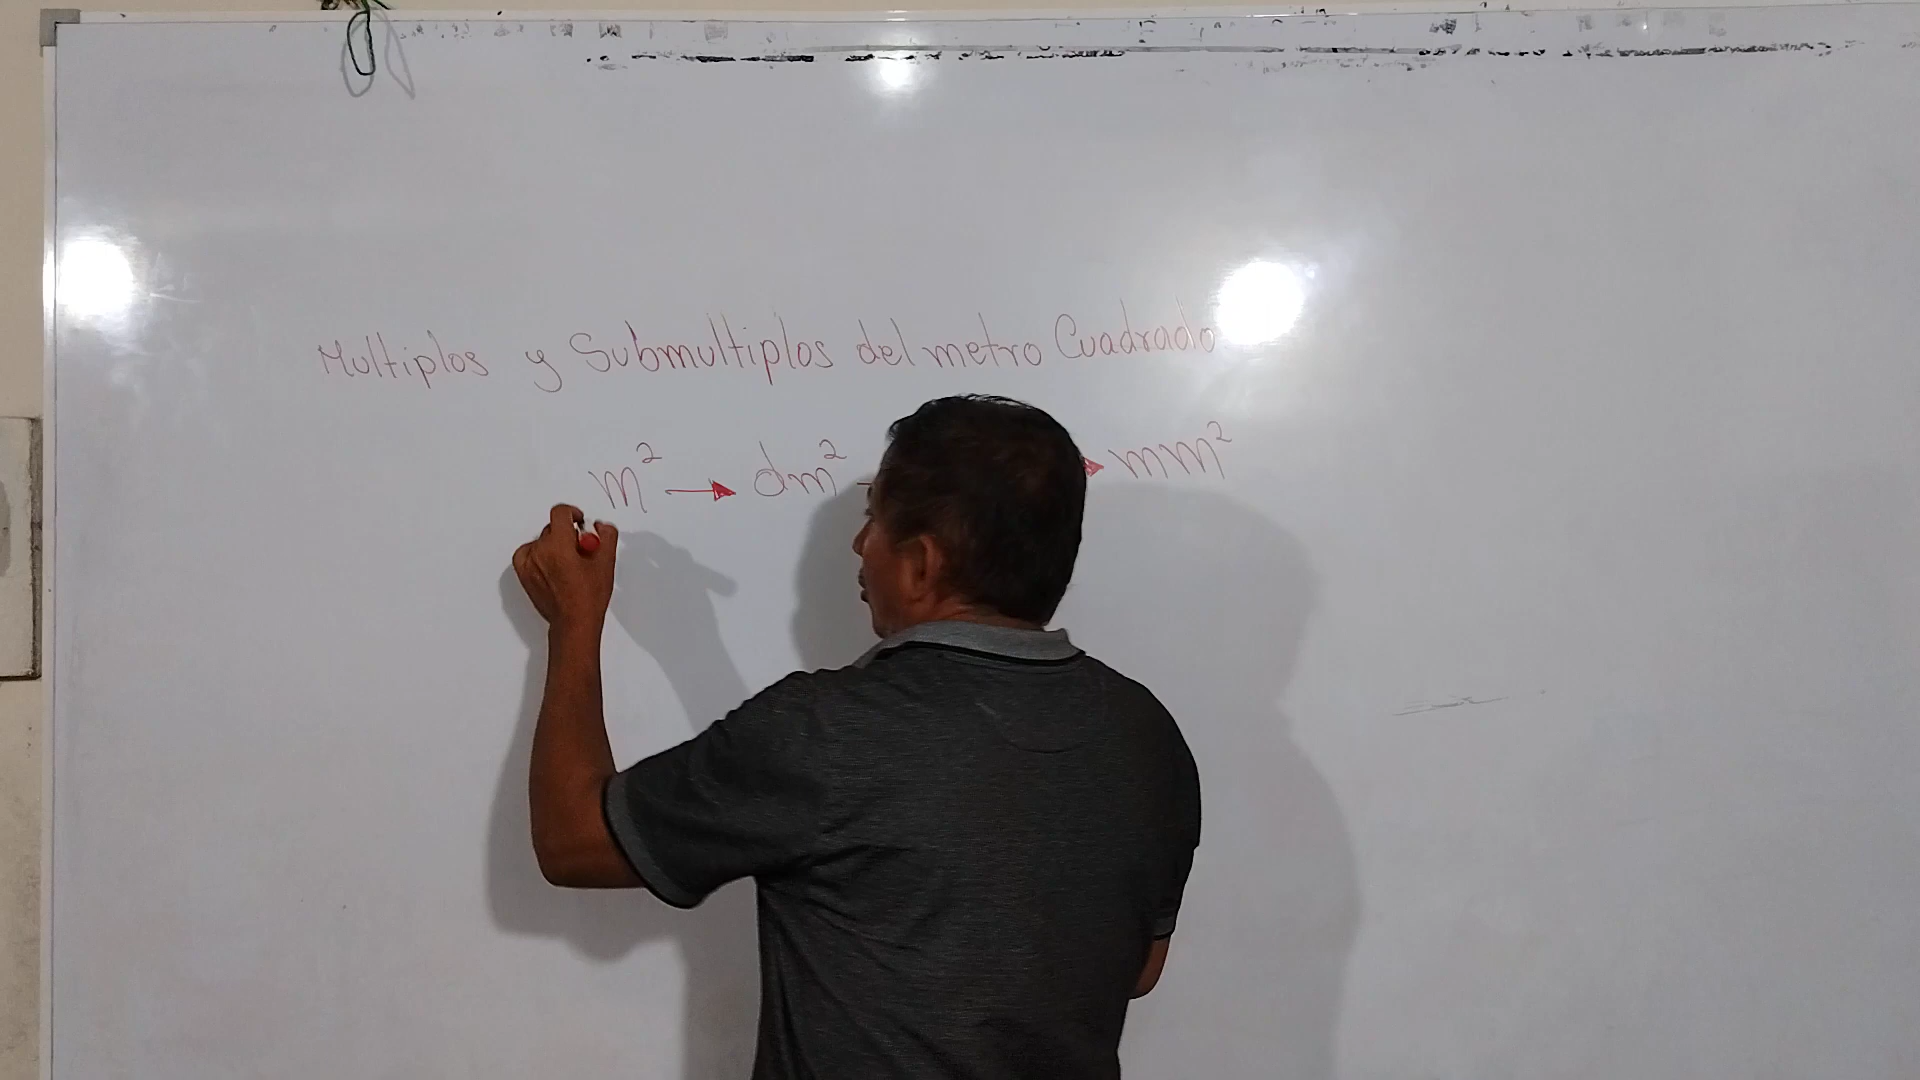 Multiplos y Submultiplos del metro Cuadrado
m² → dm² → mm²